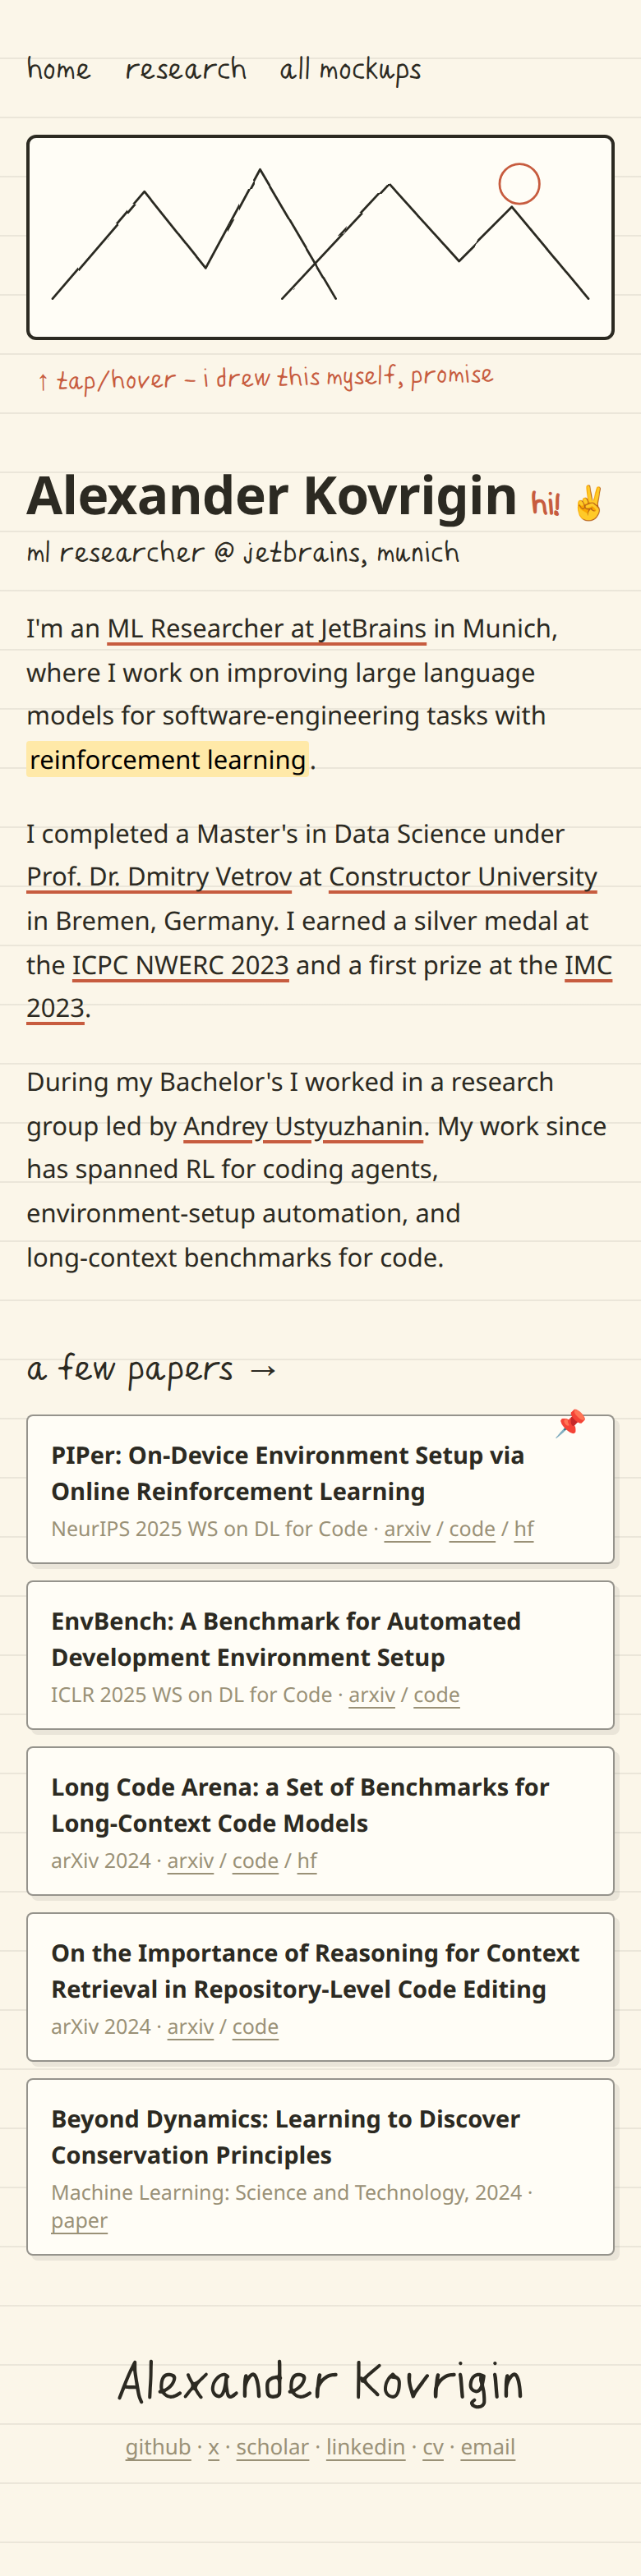 home research all mockups
↑ tap/hover – i drew this myself, promise
Alexander Kovrigin hi! ✌️
ml researcher @ jetbrains, munich
I'm an ML Researcher at JetBrains in Munich,
where I work on improving large language
models for software-engineering tasks with
reinforcement learning.
I completed a Master's in Data Science under
Prof. Dr. Dmitry Vetrov at Constructor University
in Bremen, Germany. I earned a silver medal at
the ICPC NWERC 2023 and a first prize at the IMC
2023.
During my Bachelor's I worked in a research
group led by Andrey Ustyuzhanin. My work since
has spanned RL for coding agents,
environment-setup automation, and
long-context benchmarks for code.
a few papers →
📌
PIPer: On-Device Environment Setup via
Online Reinforcement Learning
NeurIPS 2025 WS on DL for Code · arxiv / code / hf
EnvBench: A Benchmark for Automated
Development Environment Setup
ICLR 2025 WS on DL for Code · arxiv / code
Long Code Arena: a Set of Benchmarks for
Long-Context Code Models
arXiv 2024 · arxiv / code / hf
On the Importance of Reasoning for Context
Retrieval in Repository-Level Code Editing
arXiv 2024 · arxiv / code
Beyond Dynamics: Learning to Discover
Conservation Principles
Machine Learning: Science and Technology, 2024 ·
paper
Alexander Kovrigin
github · x · scholar · linkedin · cv · email